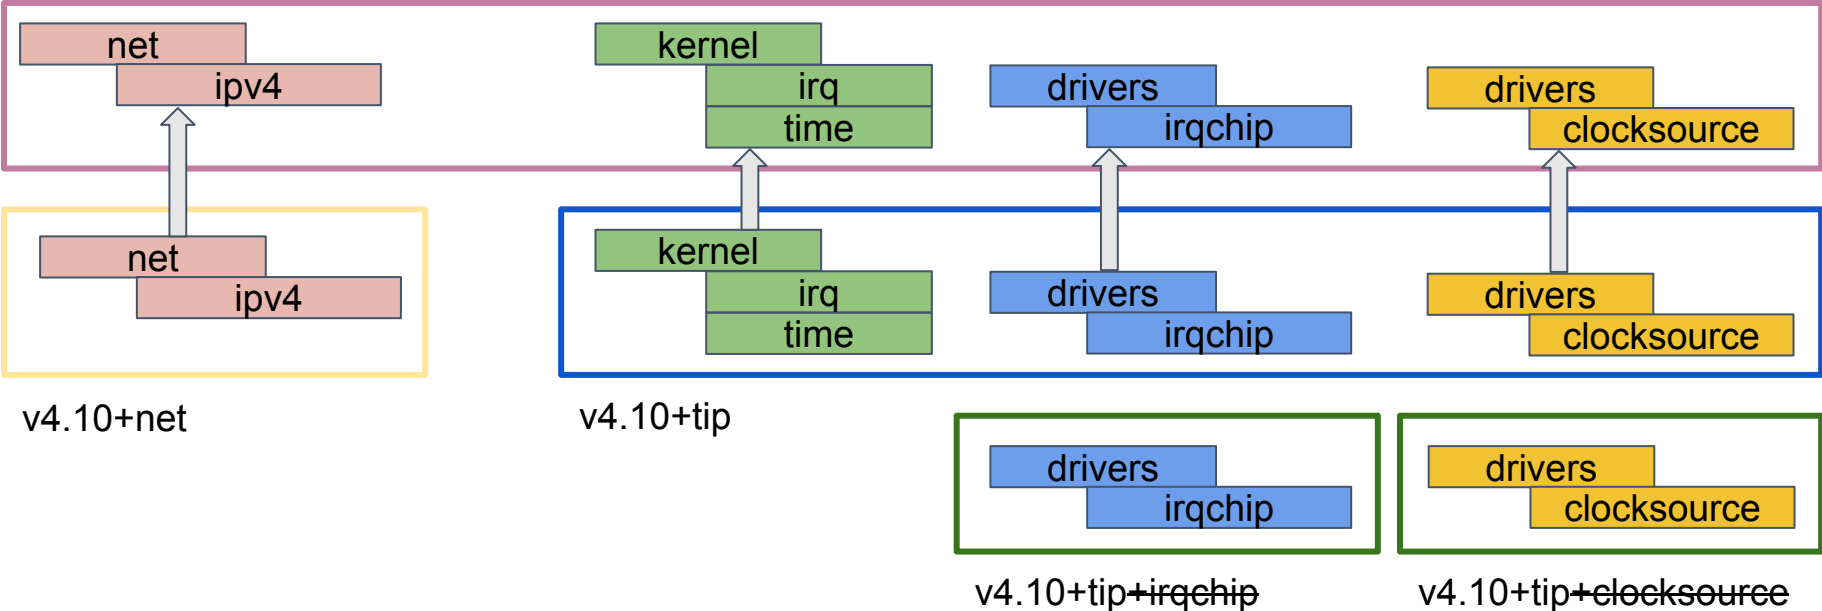 net
ipv4
kernel
irq
time
drivers
irqchip
drivers
clocksource
net
ipv4
kernel
irq
time
drivers
irqchip
drivers
clocksource
v4.10+net
v4.10+tip
drivers
irqchip
drivers
clocksource
v4.10+tip+irqchip
v4.10+tip+clocksource